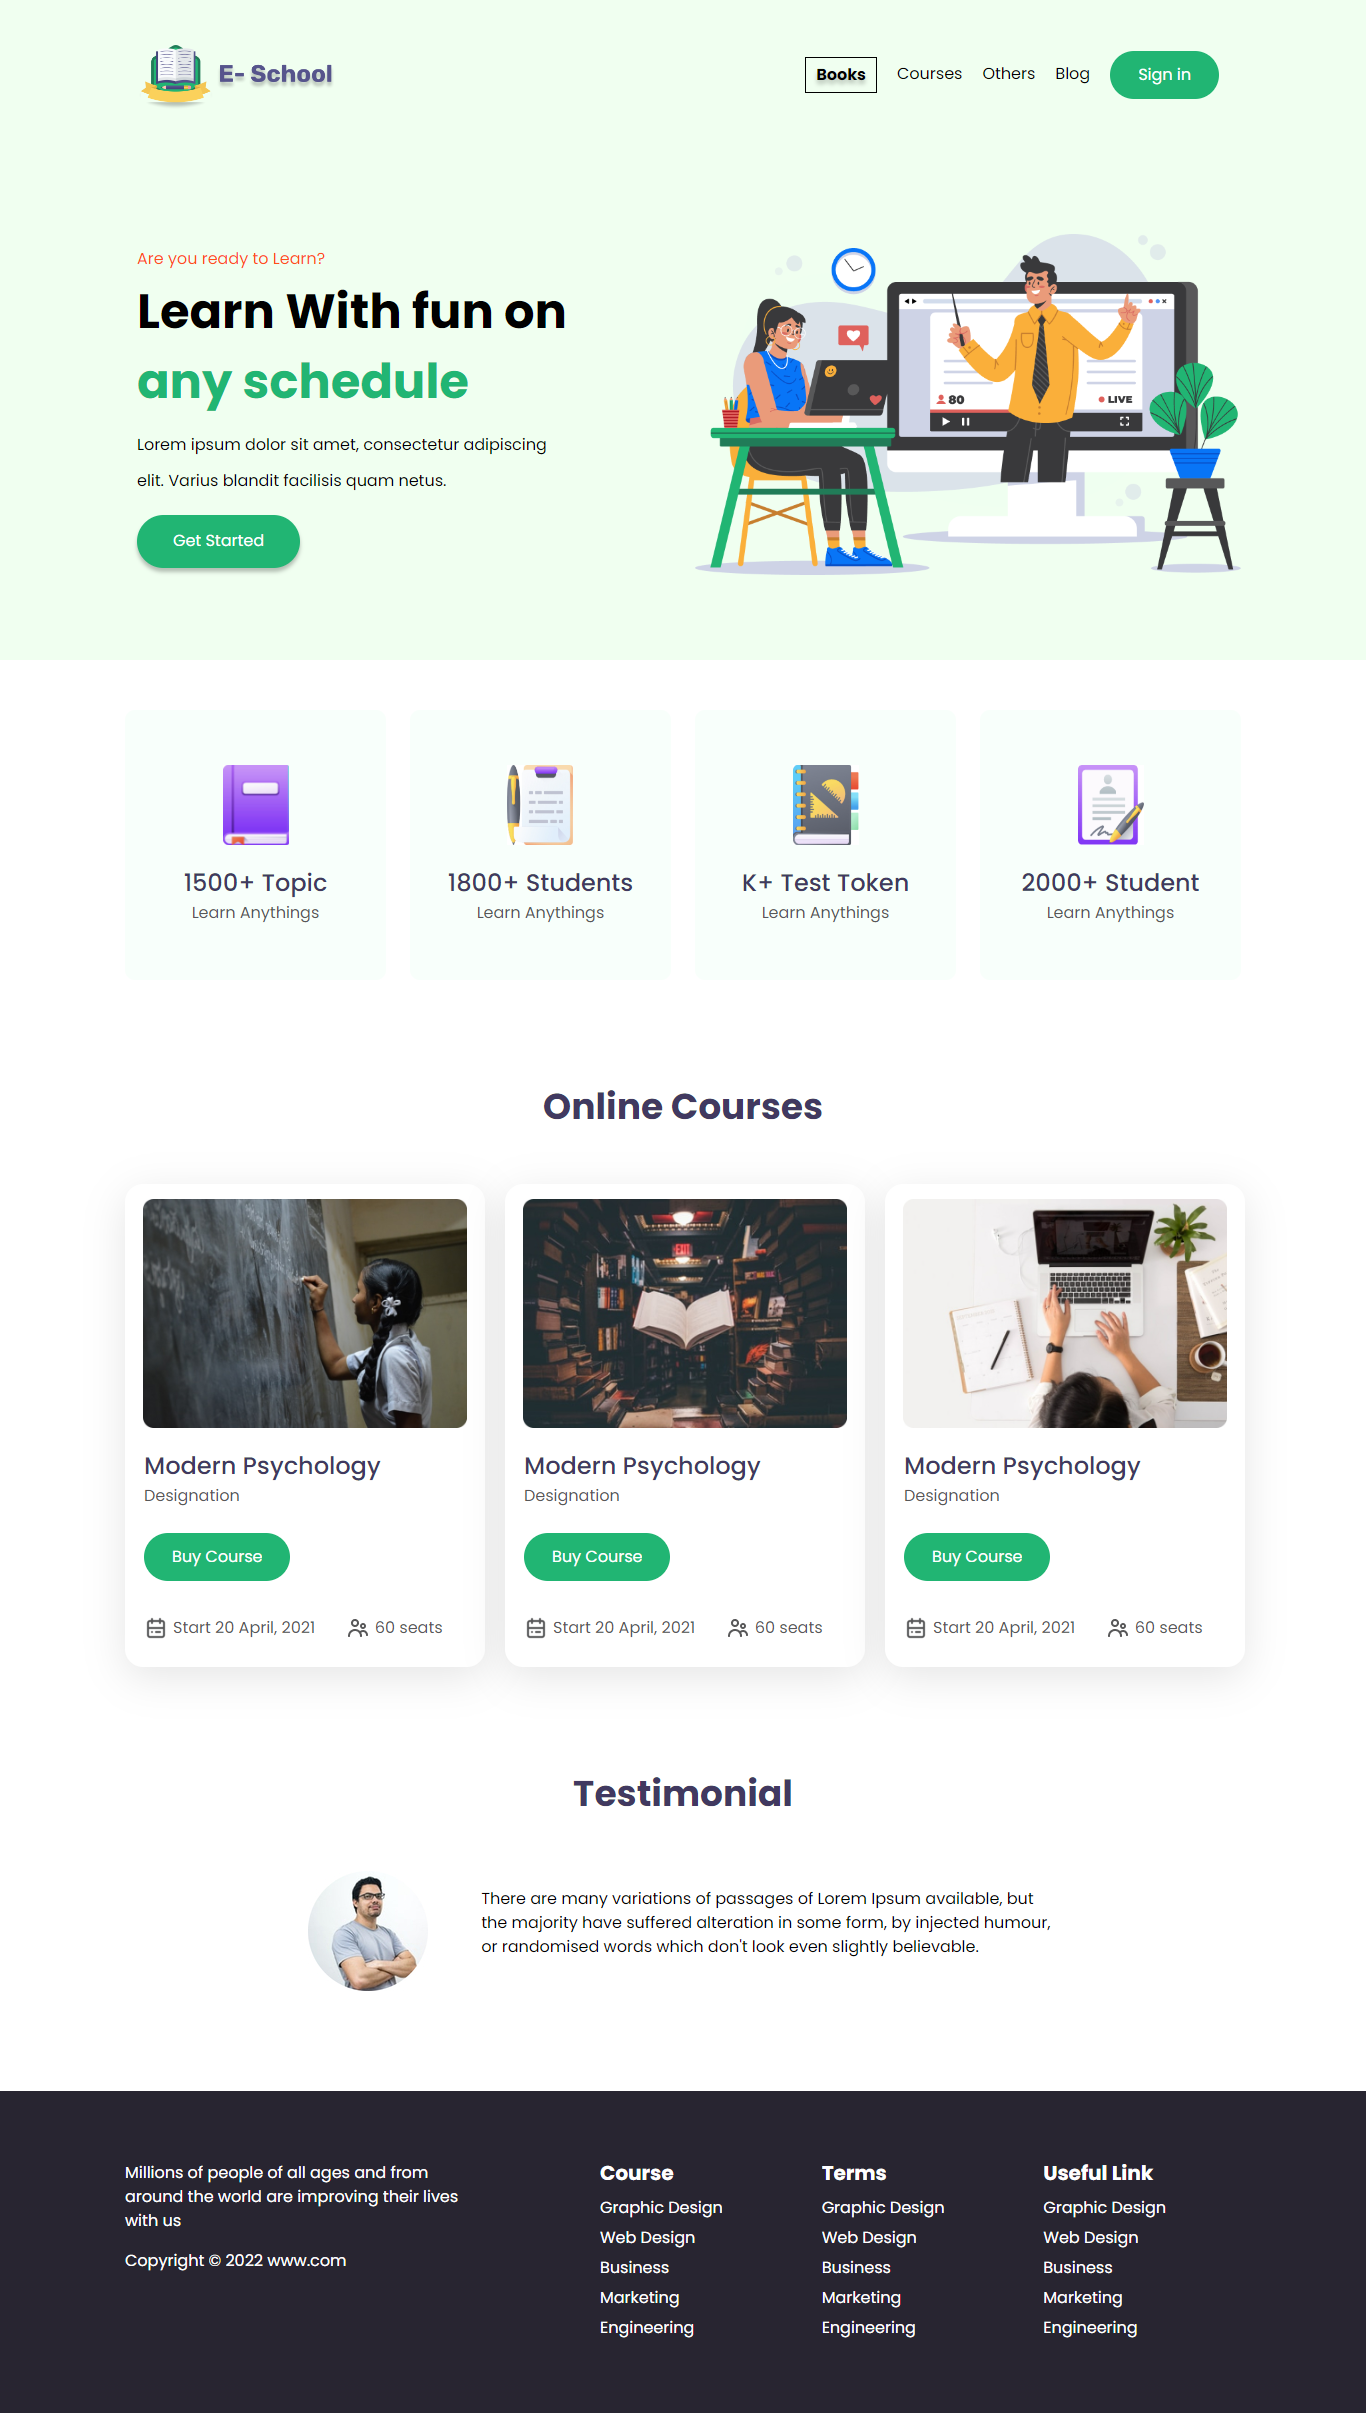 E- School
Books
Courses
Others
Blog
Sign in
Are you ready to Learn?
Learn With fun on
any schedule
Lorem ipsum dolor sit amet, consectetur adipiscing
elit. Varius blandit facilisis quam netus.
Get Started
80
LIVE
1500+ Topic
Learn Anythings
1800+ Students
Learn Anythings
K+ Test Token
Learn Anythings
2000+ Student
Learn Anythings
Online Courses
EXIT
Modern Psychology
Designation
Buy Course
Start 20 April, 2021
60 seats
Modern Psychology
Designation
Buy Course
Start 20 April, 2021
60 seats
Modern Psychology
Designation
Buy Course
Start 20 April, 2021
60 seats
Testimonial
There are many variations of passages of Lorem Ipsum available, but
the majority have suffered alteration in some form, by injected humour,
or randomised words which don't look even slightly believable.
Millions of people of all ages and from
around the world are improving their lives
with us
Copyright © 2022 www.com
Course
Graphic Design
Web Design
Business
Marketing
Engineering
Terms
Graphic Design
Web Design
Business
Marketing
Engineering
Useful Link
Graphic Design
Web Design
Business
Marketing
Engineering